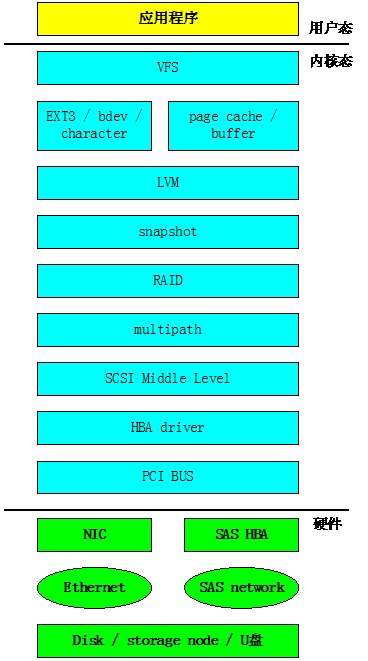 应用程序
用户态
内核态
VFS
EXT3 / bdev /
character
page cache /
buffer
LVM
snapshot
RAID
multipath
SCSI Middle Level
HBA driver
PCI BUS
硬件
NIC
SAS HBA
Ethernet
SAS network
Disk / storage node / U盘